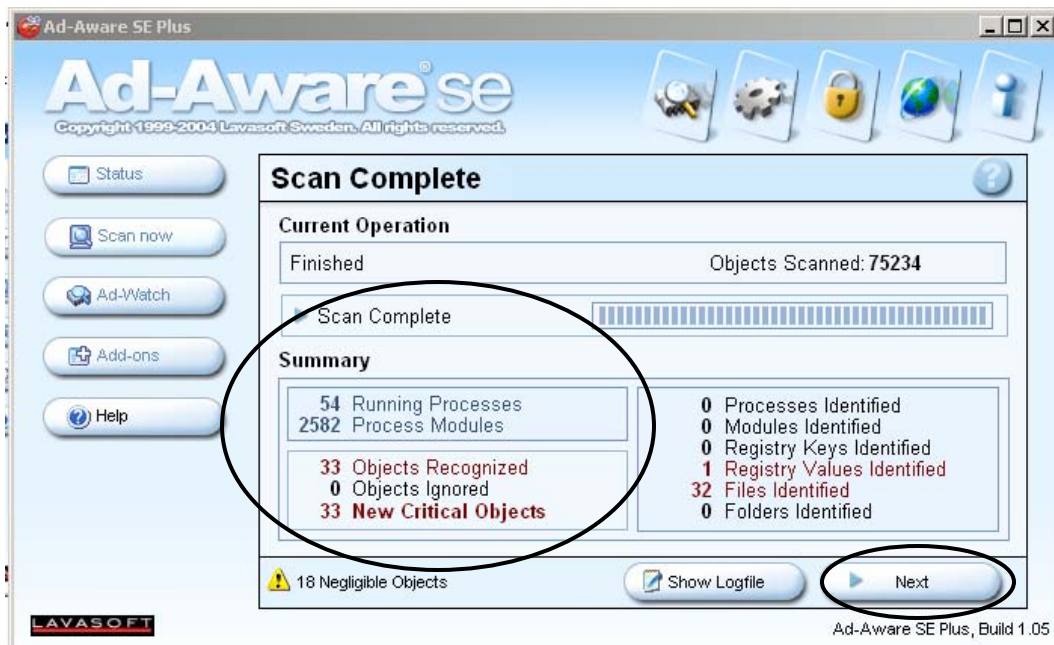 Ad-Aware SE Plus
Ad-Aware® se
Copyright 1999-2004 Lavasoft Sweden. All rights reserved.
Status
Scan now
Ad-Watch
Add-ons
Help
Scan Complete
Current Operation
Finished
Objects Scanned: 75234
Scan Complete
Summary
54 Running Processes
2582 Process Modules
33 Objects Recognized
0 Objects Ignored
33 New Critical Objects
0 Processes Identified
0 Modules Identified
0 Registry Keys Identified
1 Registry Values Identified
32 Files Identified
0 Folders Identified
18 Negligible Objects
Show Logfile
Next
LAVASOFT
Ad-Aware SE Plus, Build 1.05